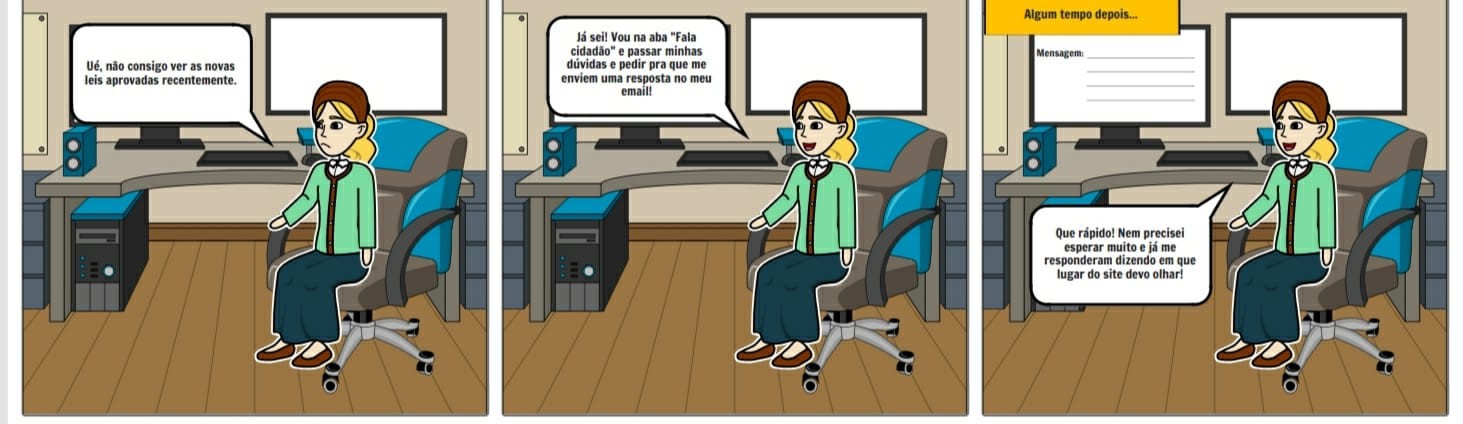 Ué, não consigo ver as novas
leis aprovadas recentemente.
Já sei! Vou na aba "Fala
cidadão" e passar minhas
dúvidas e pedir pra que me
enviem uma resposta no meu
email!
Algum tempo depois...
Mensagem:
Que rápido! Nem precisei
esperar muito e já me
responderam dizendo em que
lugar do site devo olhar!